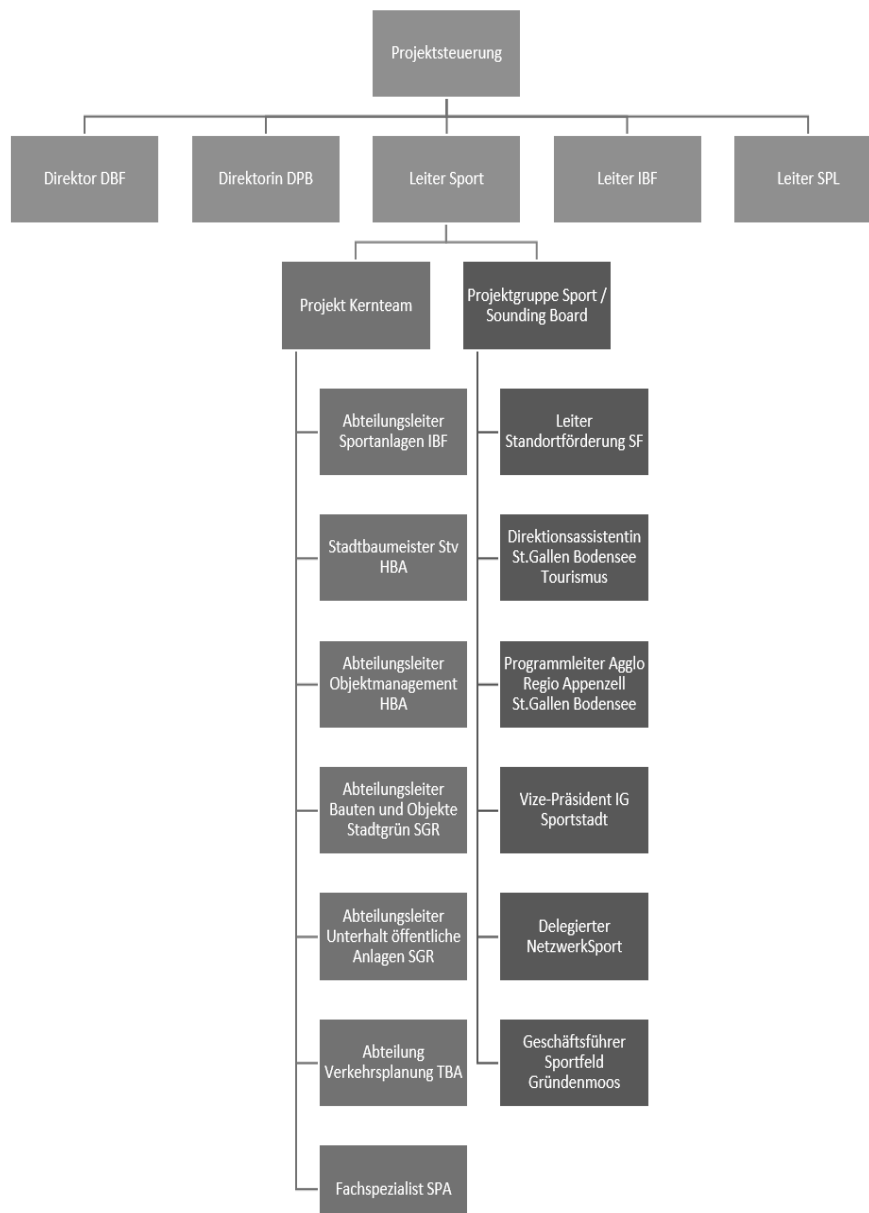 Projektsteuerung
Direktor DBF
Direktorin DPB
Leiter Sport
Leiter IBF
Leiter SPL
Projekt Kernteam
Projektgruppe Sport /
Sounding Board
Abteilungsleiter
Sportanlagen IBF
Stadtbaumeister Stv
HBA
Abteilungsleiter
Objektmanagement
HBA
Abteilungsleiter
Bauten und Objekte
Stadtgrün SGR
Abteilungsleiter
Unterhalt öffentliche
Anlagen SGR
Abteilung
Verkehrsplanung TBA
Fachspezialist SPA
Leiter
Standortförderung SF
Direktionsassistentin
St.Gallen Bodensee
Tourismus
Programmleiter Agglo
Regio Appenzell
St.Gallen Bodensee
Vize-Präsident IG
Sportstadt
Delegierter
NetzwerkSport
Geschäftsführer
Sportfeld
Gründenmoos